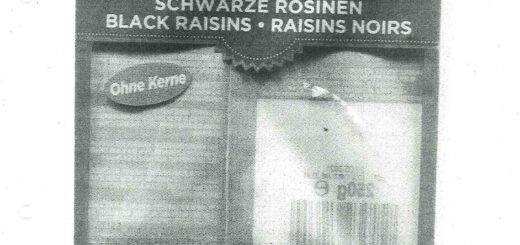 SCHWARZE ROSINEN
BLACK RAISINS • RAISINS NOIRS
Ohne Kerne
250g e